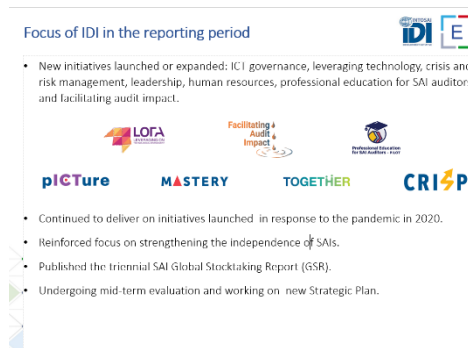 Focus of IDI in the reporting period
INTOSAI
iDI
E
• New initiatives launched or expanded: ICT governance, leveraging technology, crisis and
risk management, leadership, human resources, professional education for SAI auditors
and facilitating audit impact.
LOTA
Facilitating
Audit
Impact
Professional Education
for SAI Auditors - PILOT
pICTure
MASTERY
TOGETHER
CRISP
• Continued to deliver on initiatives launched in response to the pandemic in 2020.
• Reinforced focus on strengthening the independence of SAIs.
• Published the triennial SAI Global Stocktaking Report (GSR).
• Undergoing mid-term evaluation and working on new Strategic Plan.